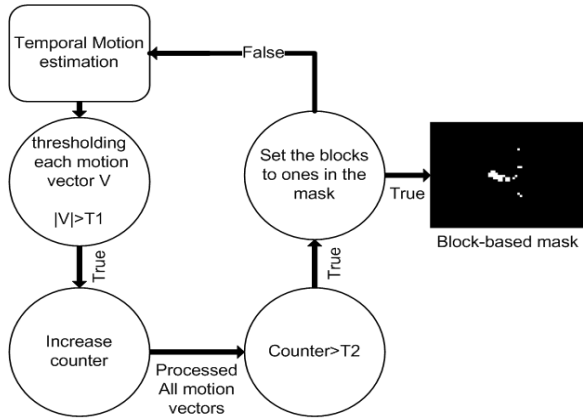 Temporal Motion
estimation
False
thresholding
each motion
vector V
|V|>T1
True
Increase
counter
Processed
All motion
vectors
Counter>T2
True
Set the blocks
to ones in the
mask
True
Block-based mask